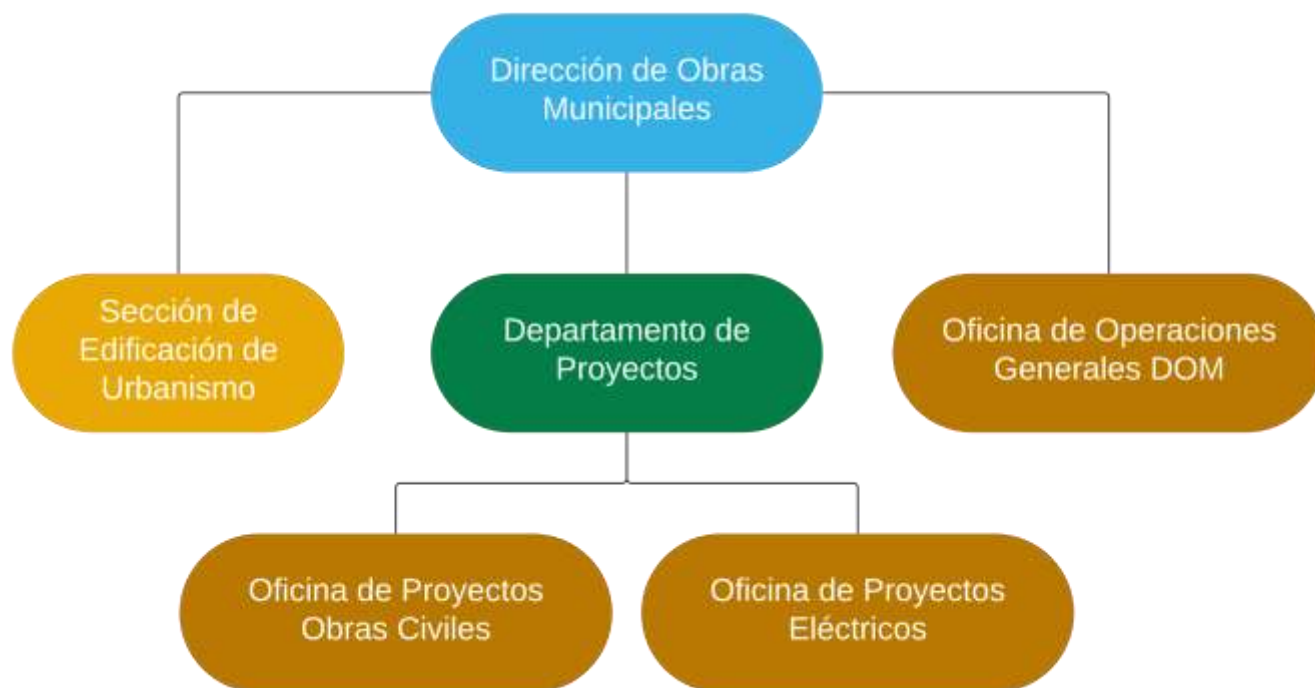 Dirección de Obras
Municipales
Sección de
Edificación de
Urbanismo
Departamento de
Proyectos
Oficina de Operaciones
Generales DOM
Oficina de Proyectos
Obras Civiles
Oficina de Proyectos
Eléctricos